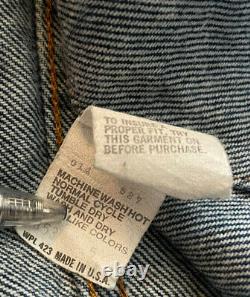 TO INSURE
PROPER FIT, TRY
THIS GARMENT ON
BEFORE PURCHASE.
MACHINE WASH HOT
NORMAL CYCLE
TUMBLE DRY
WASH AND DRY
LIKE COLORS
WPL 423 MADE IN U.S.A.